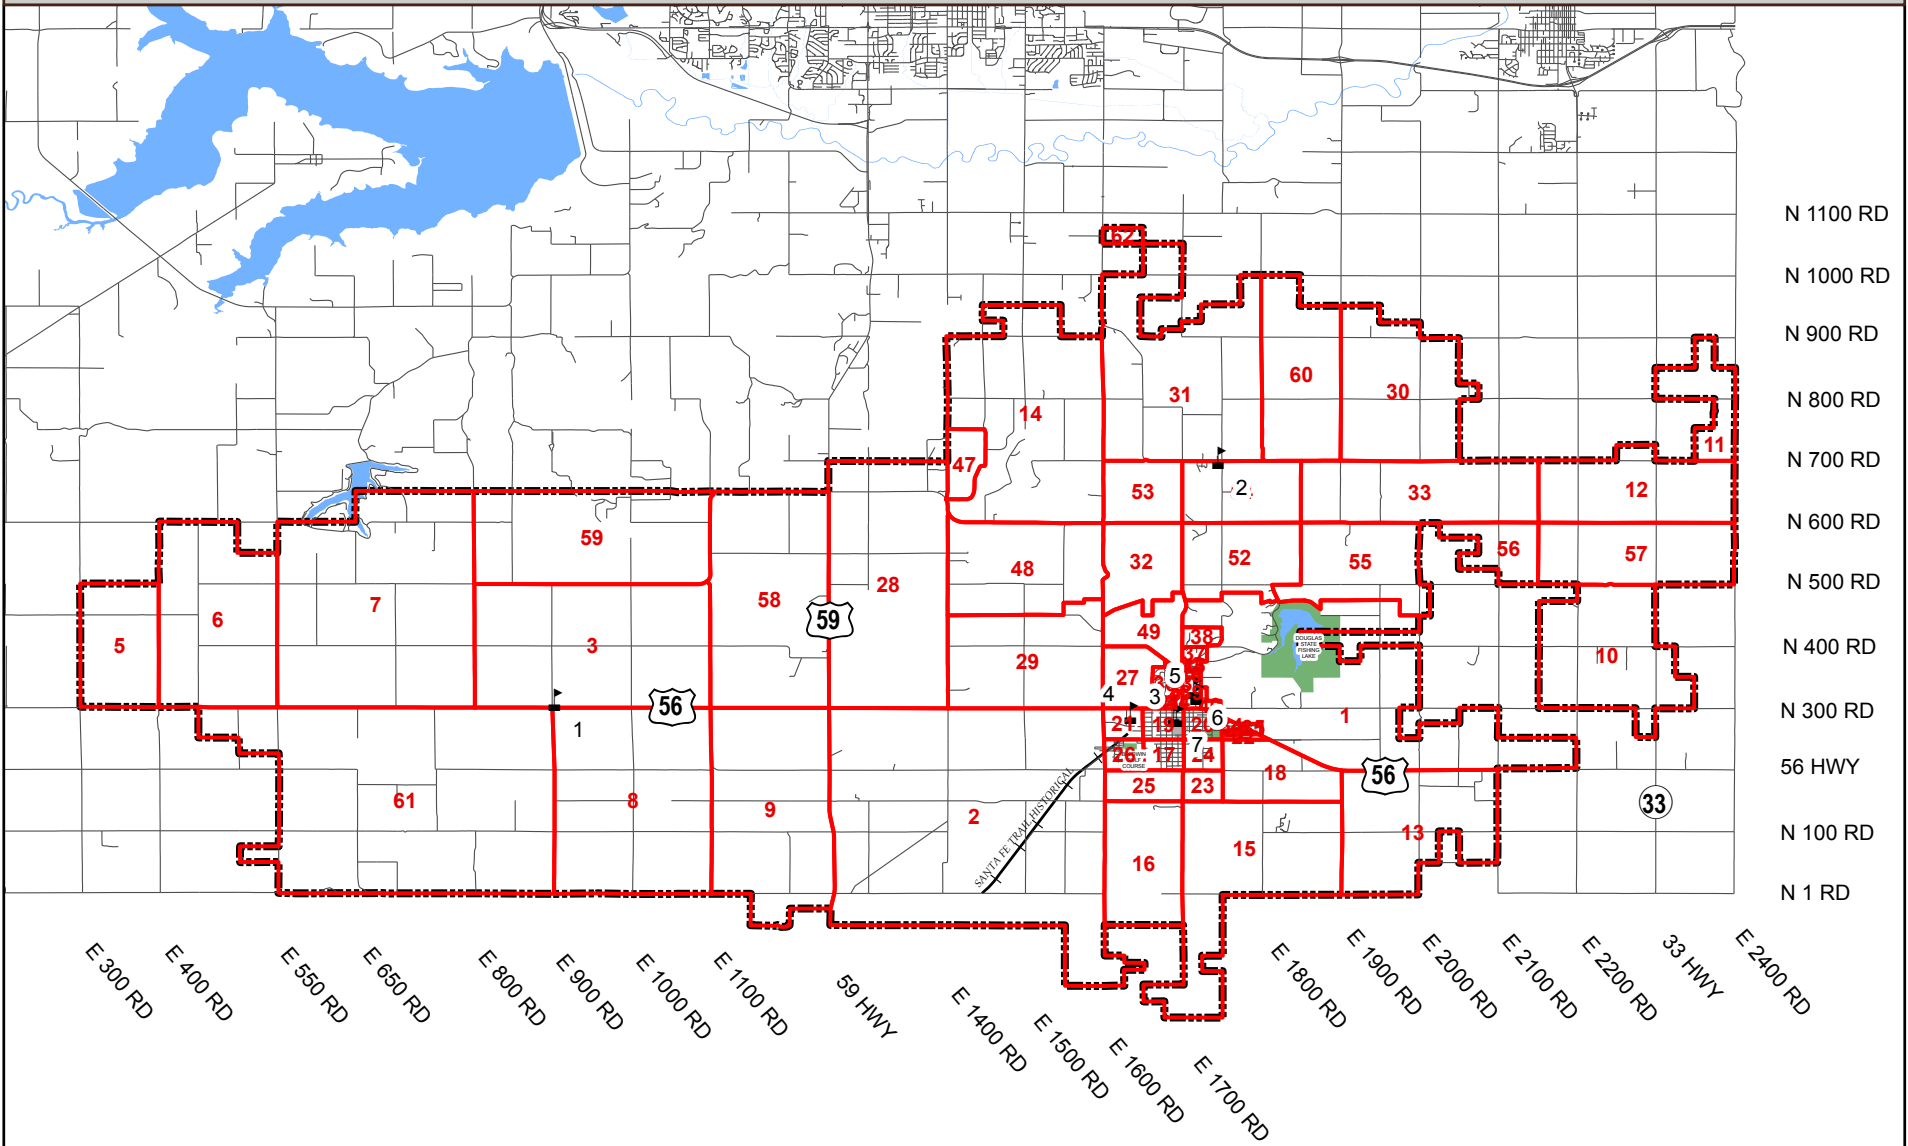 N 1100 RD
62
N 1000 RD
N 900 RD
60
31
30
N 800 RD
14
11
47
N 700 RD
2
53
33
12
N 600 RD
59
56
57
48
32
52
55
28
N 500 RD
58
7
6
59
49
38
DOUGLAS
STATE
FISHING
LAKE
5
3
N 400 RD
37
10
29
27
5
4
3
56
6
1
N 300 RD
21
19
1
7
26
17
24
56 HWY
COURSE
18
56
25
23
61
8
33
9
2
SANTA FE TRAIL HISTORICAL
13
N 100 RD
15
16
N 1 RD
E 300 RD
E 400 RD
E 550 RD
E 650 RD
E 800 RD
E 900 RD
E 1000 RD
E 1100 RD
59 HWY
E 1400 RD
E 1500 RD
E 1600 RD
E 1700 RD
E 1800 RD
E 1900 RD
E 2000 RD
E 2100 RD
E 2200 RD
33 HWY
E 2400 RD